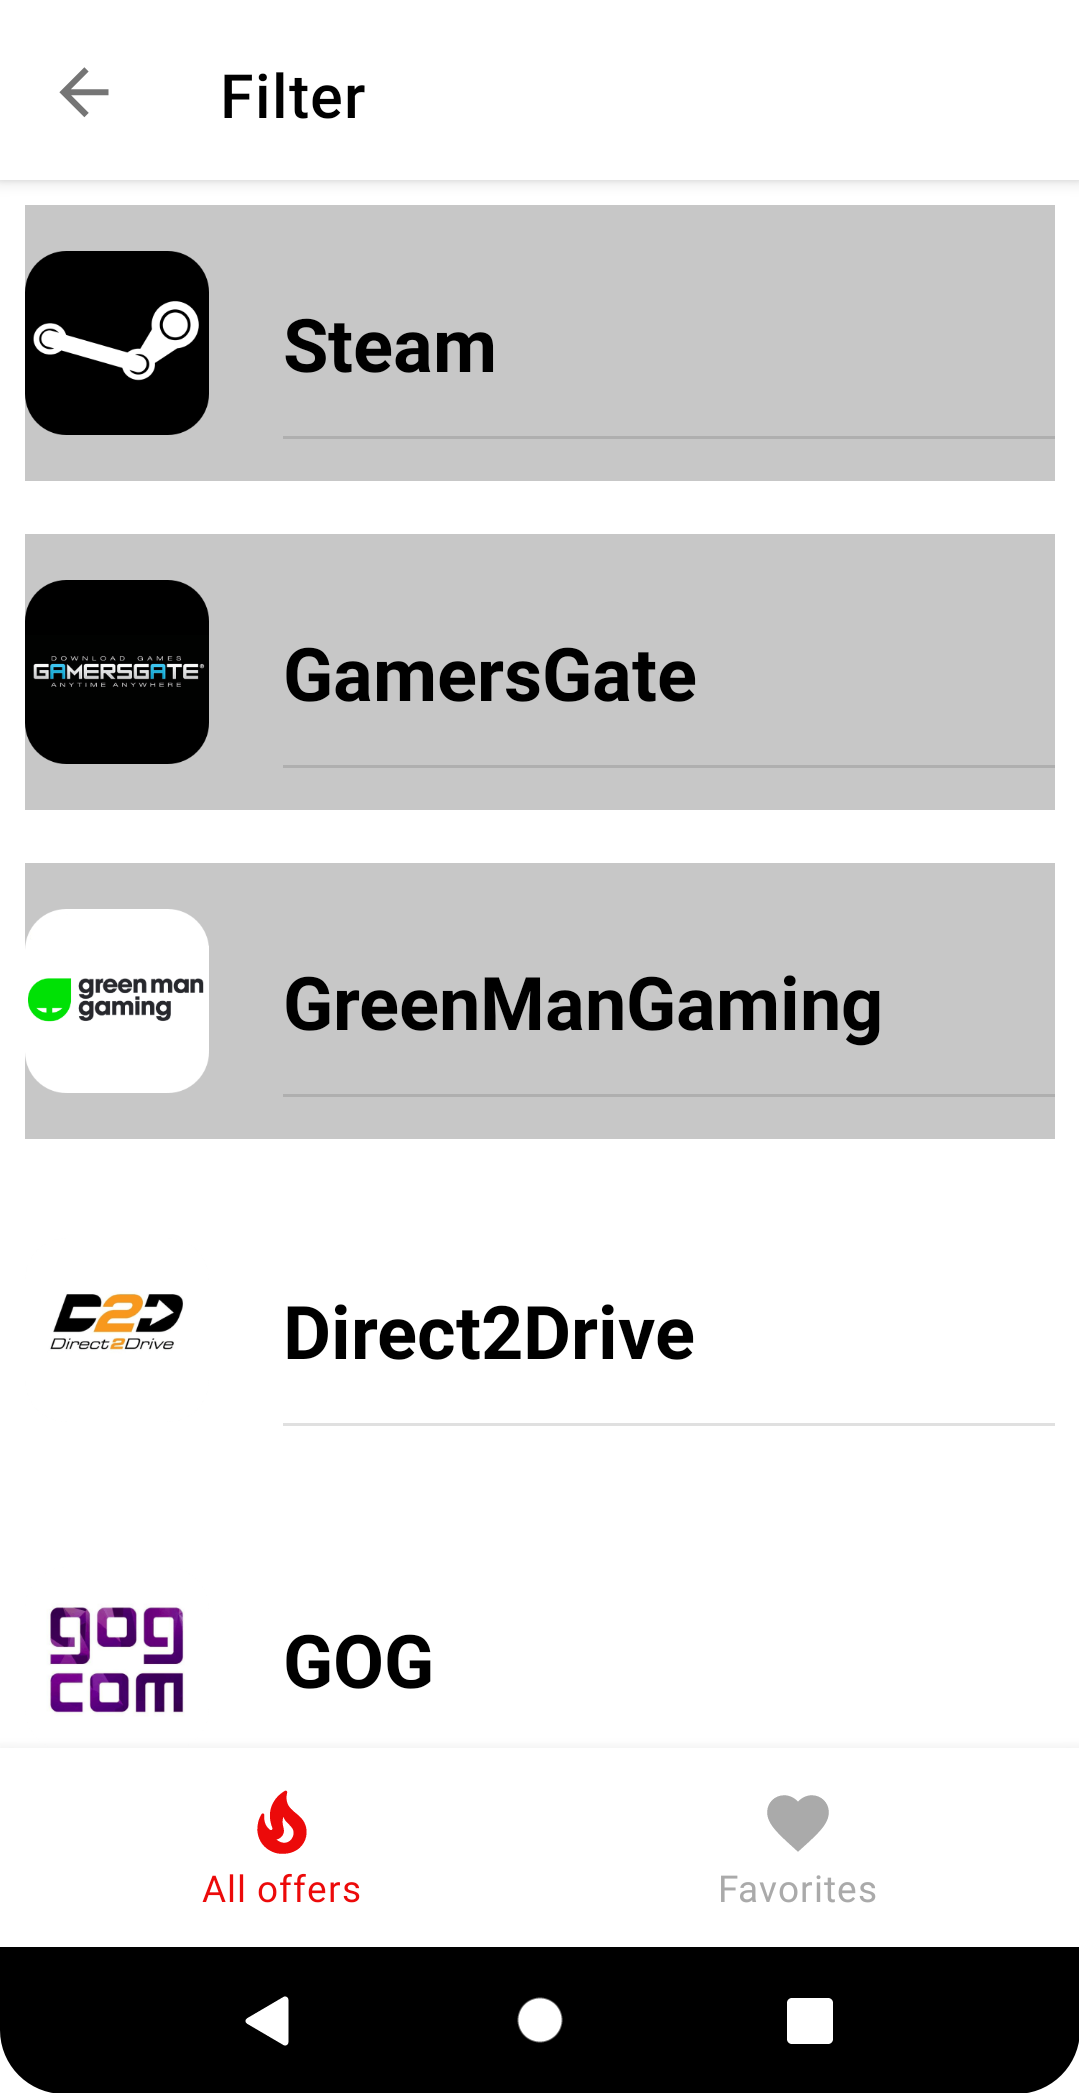 Filter
Steam
DOWNLOAD GAMES
GAMERSGATE®
ANYTIME ANYWHERE
GamersGate
green man
gaming
GreenManGaming
D2D
Direct2Drive
Direct2Drive
gog
com
GOG
All offers
Favorites